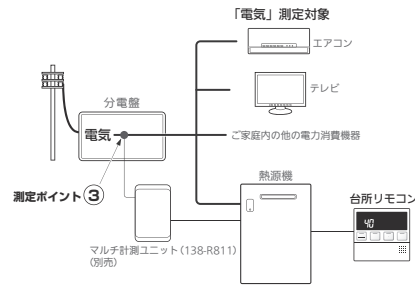 「電気」測定対象
エアコン
テレビ
分電盤
電気
ご家庭内の他の電力消費機器
測定ポイント③
熱源機
台所リモコン
40
マルチ計測ユニット(138-R811)
(別売)